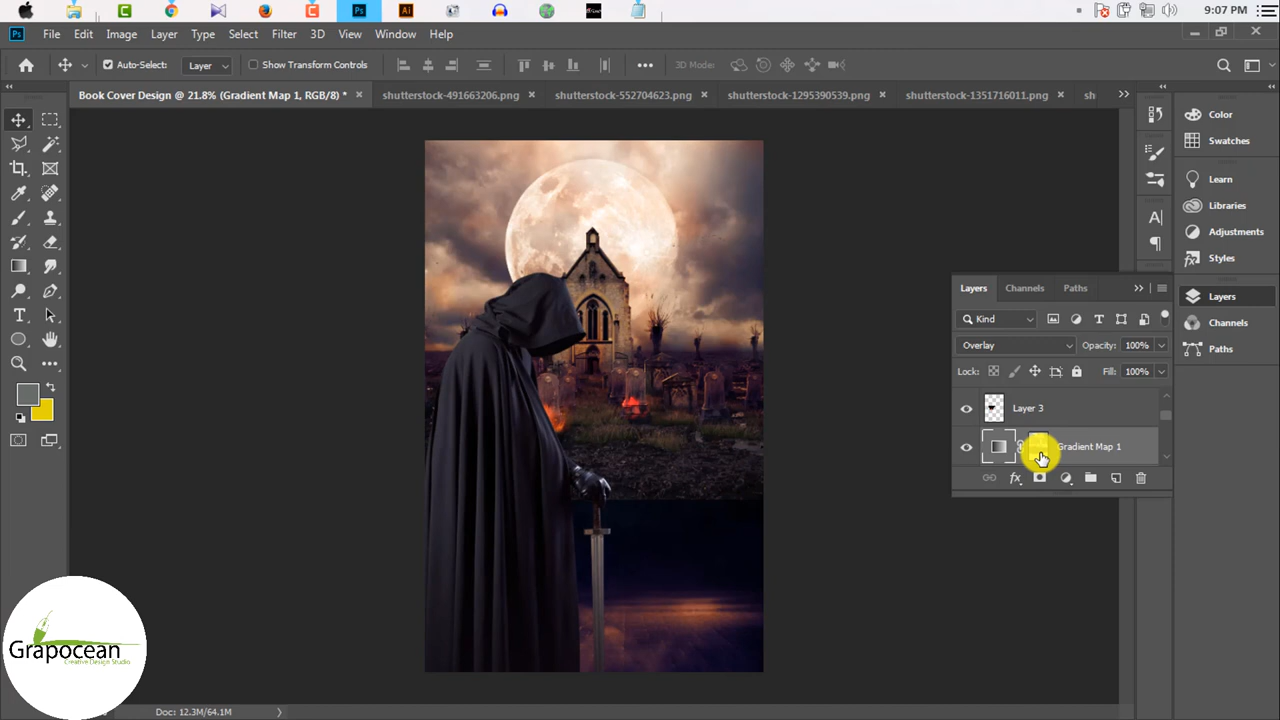 9:07 PM
Ps File Edit Image Layer Type Select Filter 3D View Window Help
Auto-Select: Layer Show Transform Controls 3D Mode:
Book Cover Design @ 21.8% (Gradient Map 1, RGB/8) * shutterstock-491663206.png shutterstock-552704623.png shutterstock-1295390539.png shutterstock-1351716011.png sh
Color
Swatches
Learn
Libraries
Adjustments
Styles
Layers
Channels
Paths
Layers Channels Paths
Kind
Overlay Opacity: 100%
Lock: Fill: 100%
Layer 3
Gradient Map 1
fx
Grapocean
Creative Design Studio
Doc: 12.3M/64.1M